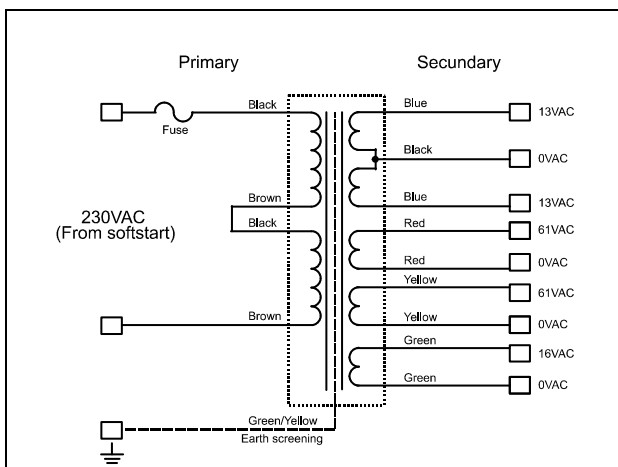 Primary
Secundary
Black
Fuse
Brown
Black
230VAC
(From softstart)
Brown
Green/Yellow
Earth screening
Blue
13VAC
Black
0VAC
Blue
13VAC
Red
61VAC
Red
0VAC
Yellow
61VAC
Yellow
0VAC
Green
16VAC
Green
0VAC